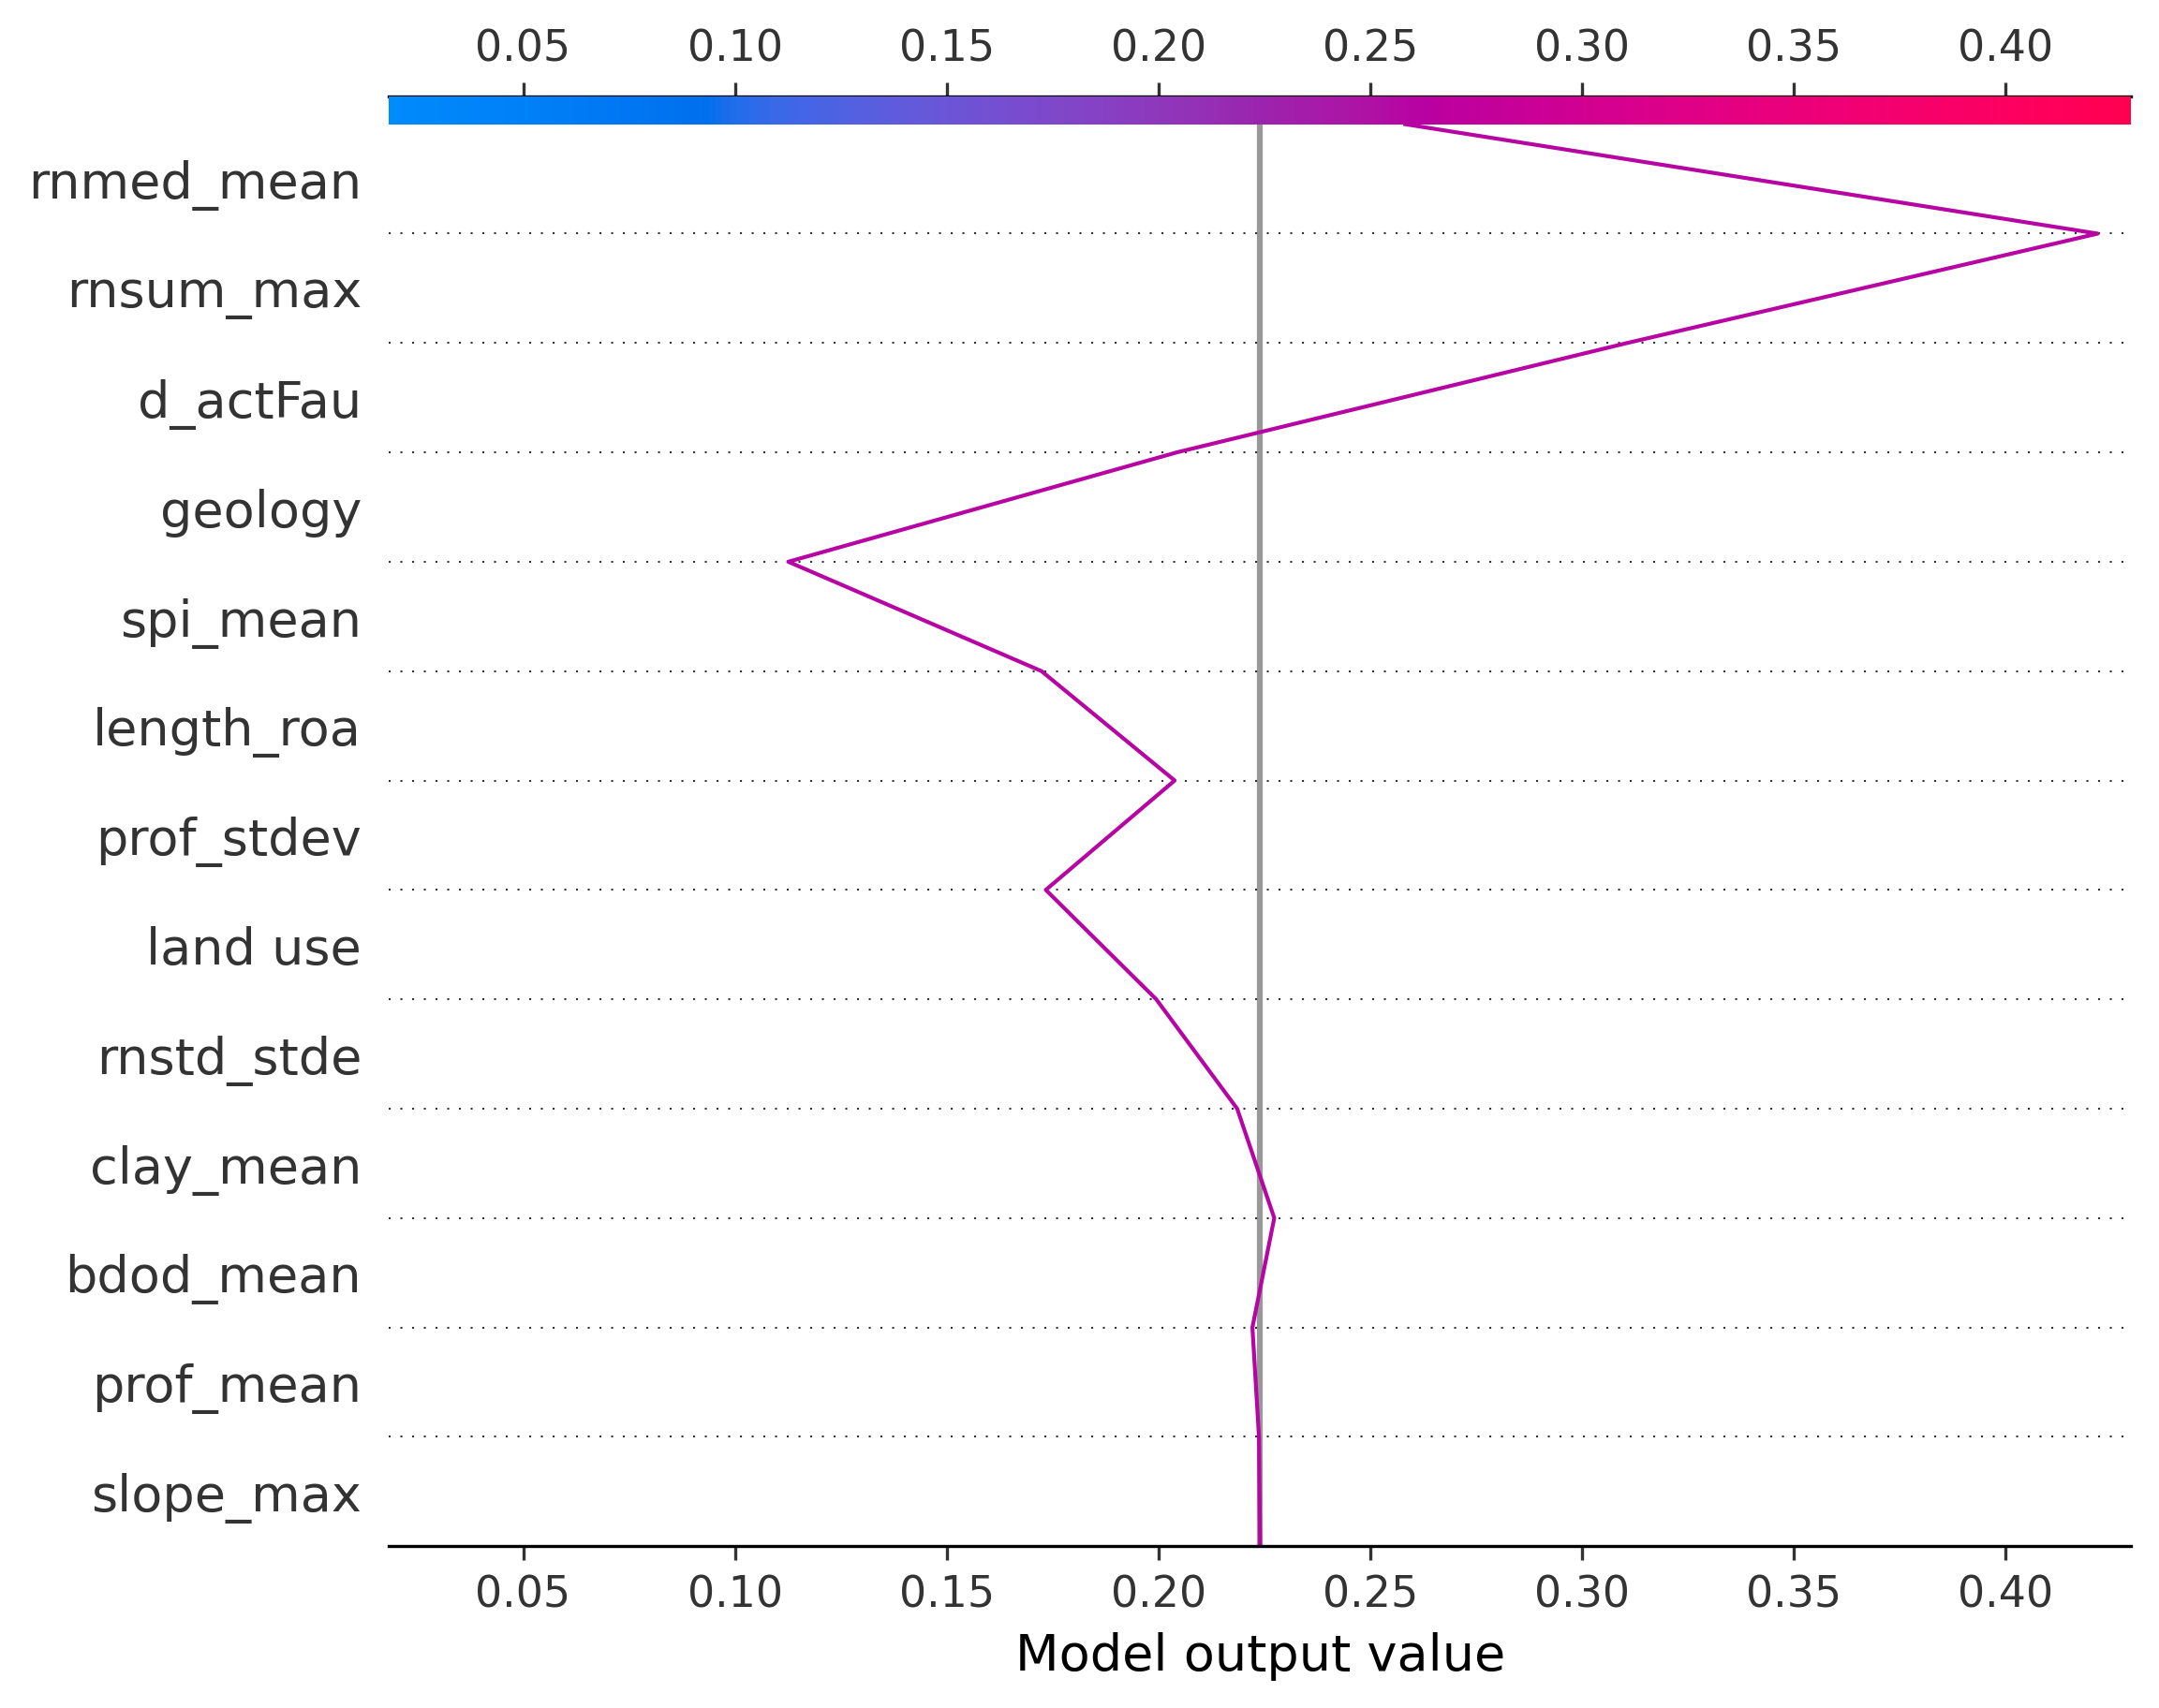 0.05 0.10 0.15 0.20 0.25 0.30 0.35 0.40
rnmed_mean
rnsum_max
d_actFau
geology
spi_mean
length_roa
prof_stdev
land use
rnstd_stde
clay_mean
bdod_mean
prof_mean
slope_max
0.05 0.10 0.15 0.20 0.25 0.30 0.35 0.40
Model output value